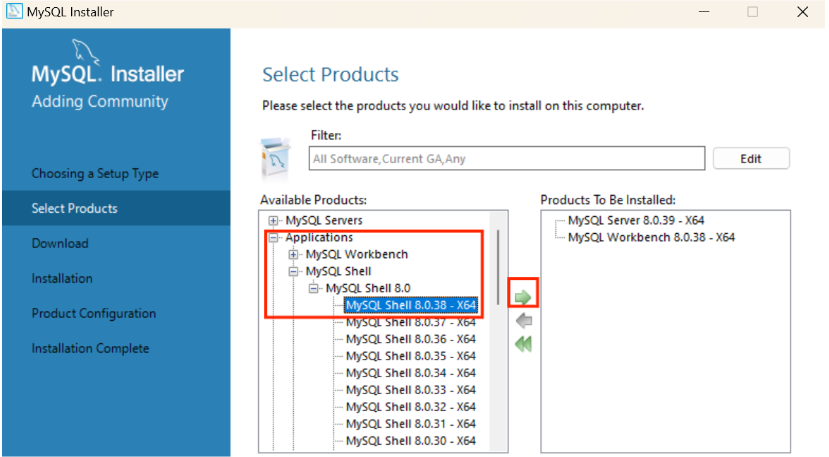 MySQL Installer
MySQL. Installer
Adding Community
Choosing a Setup Type
Select Products
Download
Installation
Product Configuration
Installation Complete
Select Products
Please select the products you would like to install on this computer.
Filter:
All Software,Current GA,Any
Edit
Available Products:
MySQL Servers
Applications
MySQL Workbench
MySQL Shell
MySQL Shell 8.0
MySQL Shell 8.0.38 - X64
MySQL Shell 8.0.37 - X64
MySQL Shell 8.0.36 - X64
MySQL Shell 8.0.35 - X64
MySQL Shell 8.0.34 - X64
MySQL Shell 8.0.33 - X64
MySQL Shell 8.0.32 - X64
MySQL Shell 8.0.31 - X64
MySQL Shell 8.0.30 - X64
Products To Be Installed:
MySQL Server 8.0.39 - X64
MySQL Workbench 8.0.38 - X64